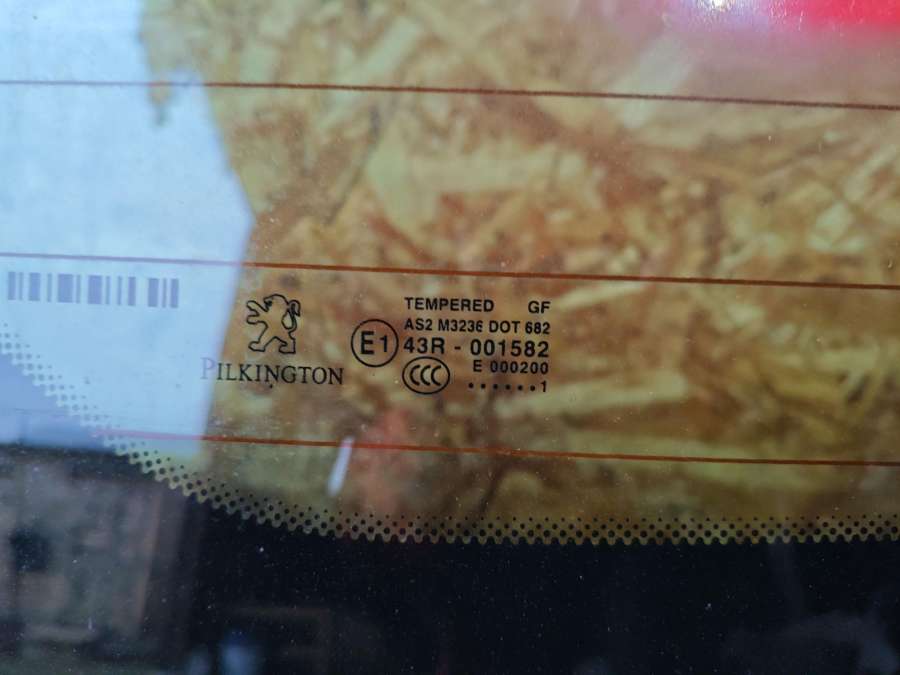 TEMPERED GF
AS2 M3236 DOT 682
E1 43R - 001582
E 000200
CCC ......1
PILKINGTON